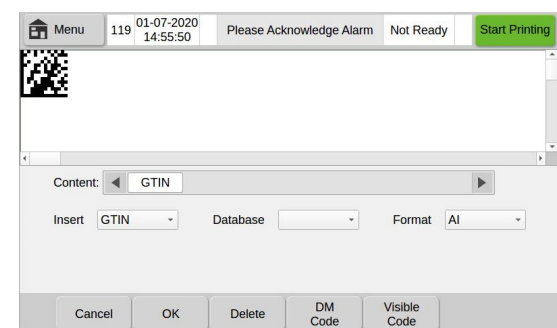 Menu
119
01-07-2020
14:55:50
Please Acknowledge Alarm
Not Ready
Start Printing
Content:
GTIN
Insert
GTIN
Database
Format
AI
Cancel
OK
Delete
DM
Code
Visible
Code